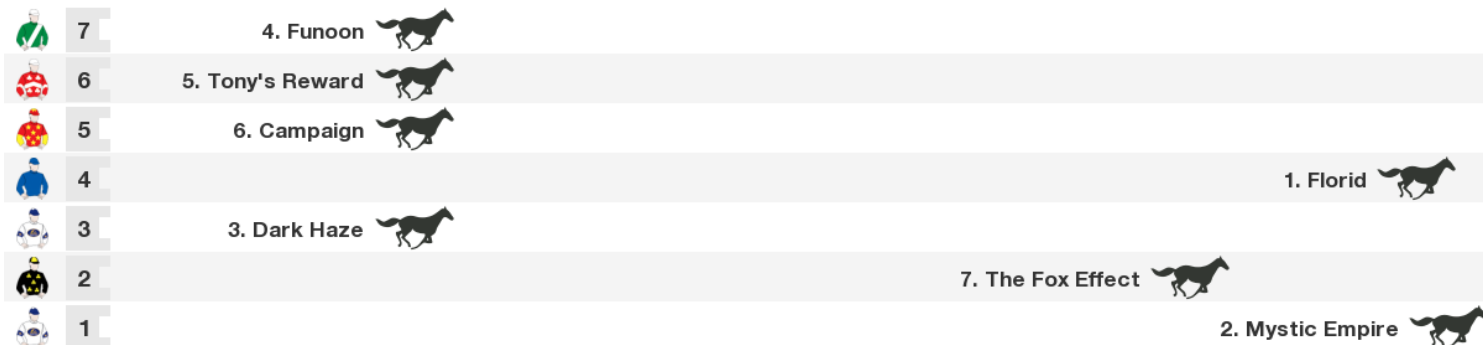 7 4. Funoon
6 5. Tony's Reward
5 6. Campaign
4 1. Florid
3 3. Dark Haze
2 7. The Fox Effect
1 2. Mystic Empire